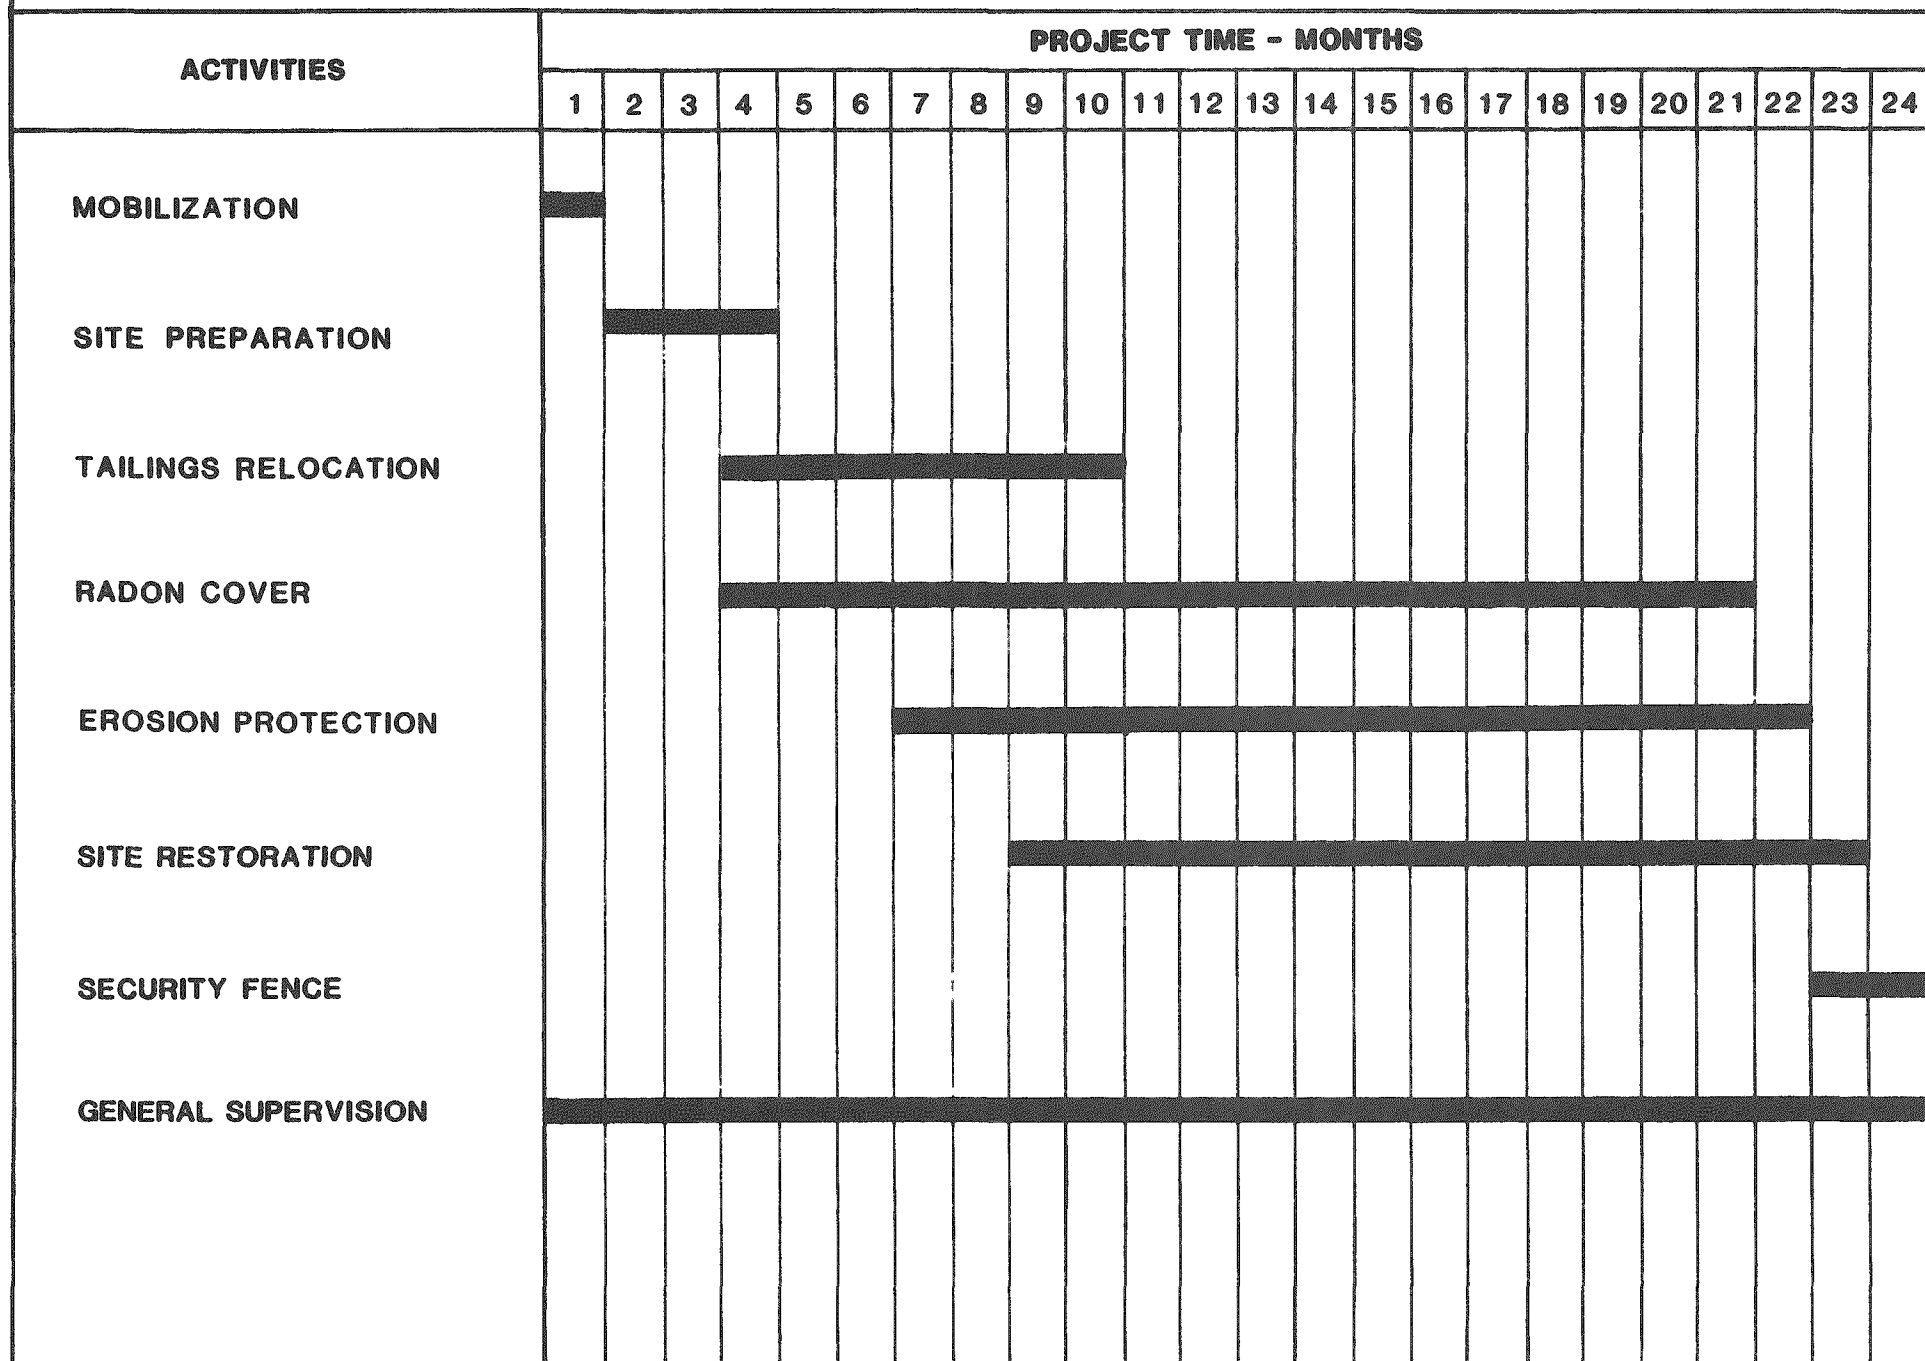 ACTIVITIES
PROJECT TIME - MONTHS
1 2 3 4 5 6 7 8 9 10 11 12 13 14 15 16 17 18 19 20 21 22 23 24
MOBILIZATION
SITE PREPARATION
TAILINGS RELOCATION
RADON COVER
EROSION PROTECTION
SITE RESTORATION
SECURITY FENCE
GENERAL SUPERVISION